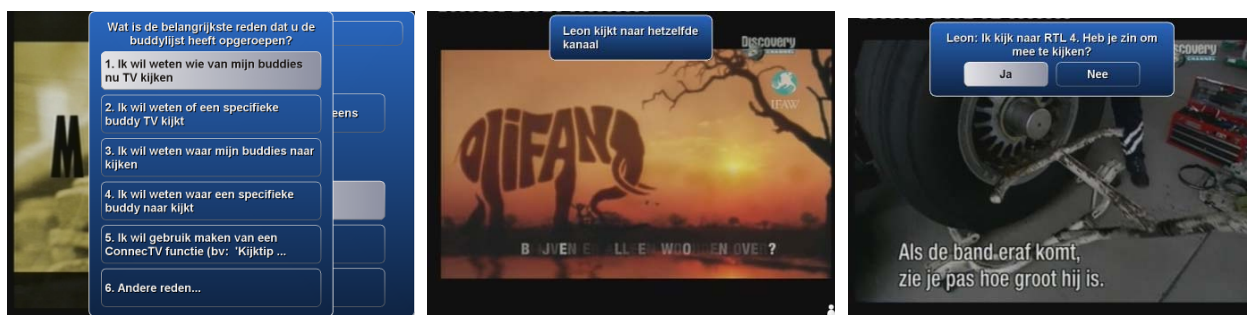 Wat is de belangrijkste reden dat u de
buddylijst heeft opgeroepen?
1. Ik wil weten wie van mijn buddies
nu TV kijken
2. Ik wil weten of een specifieke
buddy TV kijkt
3. Ik wil weten waar mijn buddies naar
kijken
4. Ik wil weten waar een specifieke
buddy naar kijkt
5. Ik wil gebruik maken van een
ConnecTV functie (bv: 'Kijktip ...
6. Andere reden...
eens
M
Leon kijkt naar hetzelfde
kanaal
Discovery
CHANNEL
IFAW
OLIFANT
Leon: Ik kijk naar RTL 4. Heb je zin om
mee te kijken?
Ja
Nee
scovery
Als de band eraf komt,
zie je pas hoe groot hij is.